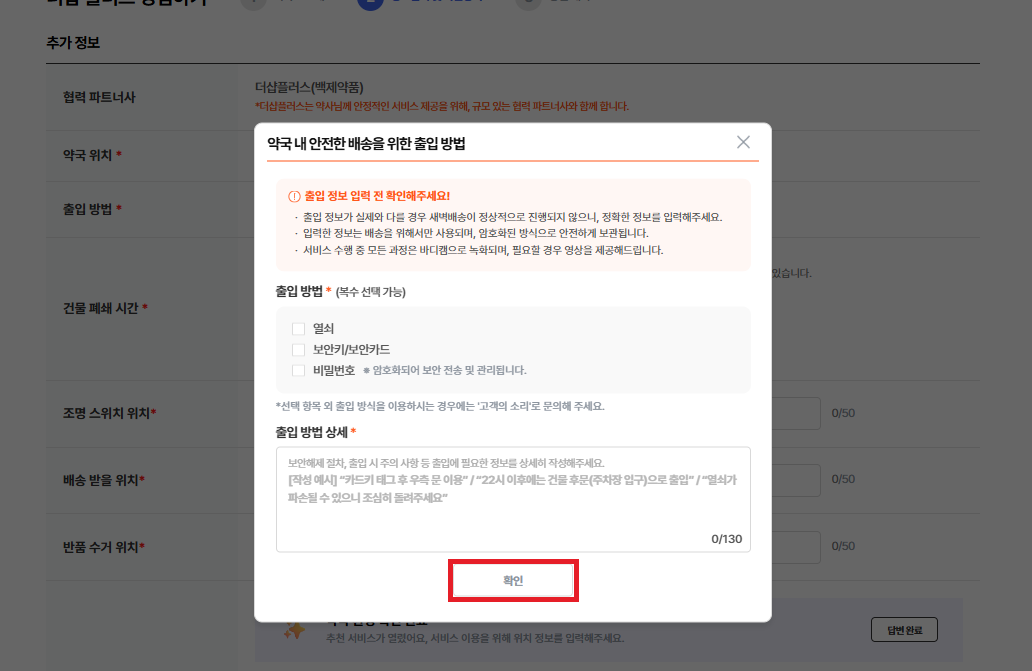 추가 정보
협력 파트너사
더샵플러스(백제약품)
*더샵플러스는 약사님께 안정적인 서비스 제공을 위해, 규모 있는 협력 파트너사와 함께 합니다.
약국 위치 *
출입 방법 *
건물 폐쇄 시간 *
있습니다.
조명 스위치 위치*
0/50
배송 받을 위치*
0/50
반품 수거 위치*
0/50
약국 내 안전한 배송을 위한 출입 방법
출입 정보 입력 전 확인해주세요!
· 출입 정보가 실제와 다를 경우 새벽배송이 정상적으로 진행되지 않으니, 정확한 정보를 입력해주세요.
· 입력한 정보는 배송을 위해서만 사용되며, 암호화된 방식으로 안전하게 보관됩니다.
· 서비스 수행 중 모든 과정은 바디캠으로 녹화되며, 필요할 경우 영상을 제공해드립니다.
출입 방법 * (복수 선택 가능)
열쇠
보안키/보안카드
비밀번호 ※ 암호화되어 보안 전송 및 관리됩니다.
*선택 항목 외 출입 방식을 이용하시는 경우에는 '고객의 소리'로 문의해 주세요.
출입 방법 상세 *
보안해제 절차, 출입 시 주의 사항 등 출입에 필요한 정보를 상세히 작성해주세요.
[작성 예시] “카드키 태그 후 우측 문 이용” / “22시 이후에는 건물 후문(주차장 입구)으로 출입” / “열쇠가
파손될 수 있으니 조심히 돌려주세요”
0/130
확인
추천 서비스가 열렸어요, 서비스 이용을 위해 위치 정보를 입력해주세요.
답변 완료